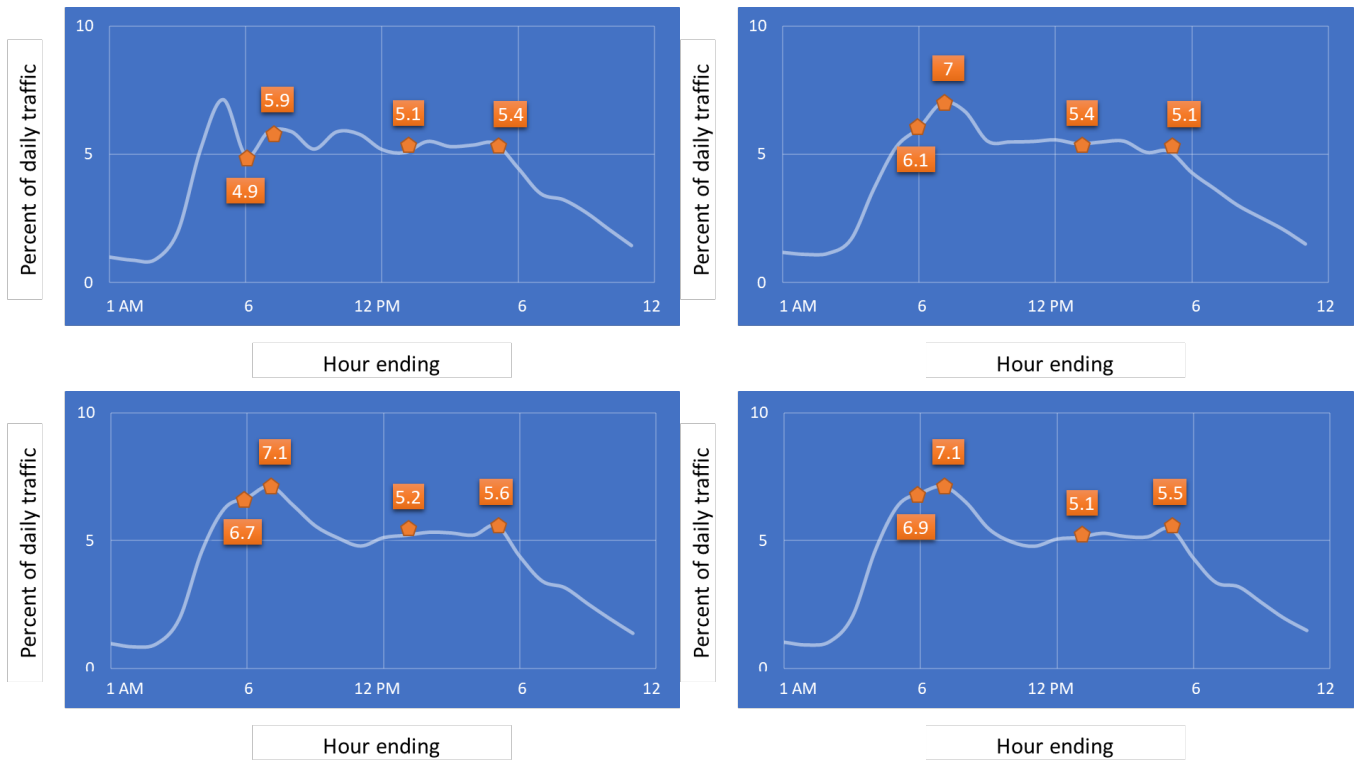 Percent of daily traffic
10
5
0
5.9
4.9
5.1
5.4
1 AM 6 12 PM 6 12
Hour ending
Percent of daily traffic
10
5
0
7
6.1
5.4
5.1
1 AM 6 12 PM 6 12
Hour ending
Percent of daily traffic
10
5
0
7.1
6.7
5.2
5.6
1 AM 6 12 PM 6 12
Hour ending
Percent of daily traffic
10
5
0
7.1
6.9
5.1
5.5
1 AM 6 12 PM 6 12
Hour ending